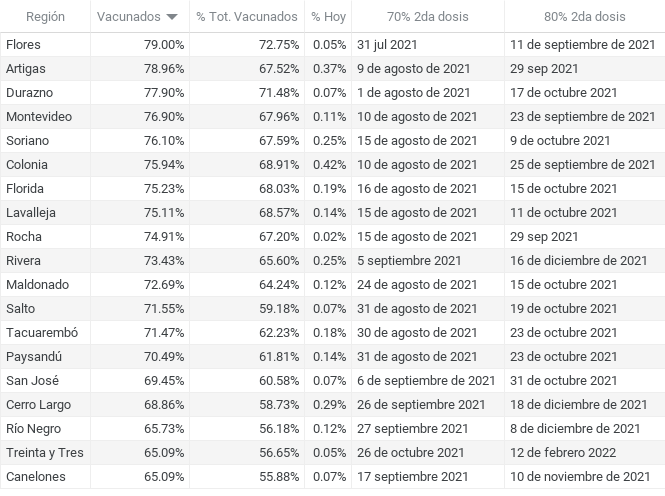 Región Vacunados % Tot. Vacunados % Hoy 70% 2da dosis 80% 2da dosis
Flores 79.00% 72.75% 0.05% 31 jul 2021 11 de septiembre de 2021
Artigas 78.96% 67.52% 0.37% 9 de agosto de 2021 29 sep 2021
Durazno 77.90% 71.48% 0.07% 1 de agosto de 2021 17 de octubre 2021
Montevideo 76.90% 67.96% 0.11% 10 de agosto de 2021 23 de septiembre de 2021
Soriano 76.10% 67.59% 0.25% 15 de agosto de 2021 9 de octubre 2021
Colonia 75.94% 68.91% 0.42% 10 de agosto de 2021 25 de septiembre de 2021
Florida 75.23% 68.03% 0.19% 16 de agosto de 2021 15 de octubre 2021
Lavalleja 75.11% 68.57% 0.14% 15 de agosto de 2021 11 de octubre 2021
Rocha 74.91% 67.20% 0.02% 15 de agosto de 2021 29 sep 2021
Rivera 73.43% 65.60% 0.25% 5 septiembre 2021 16 de diciembre de 2021
Maldonado 72.69% 64.24% 0.12% 24 de agosto de 2021 15 de octubre 2021
Salto 71.55% 59.18% 0.07% 31 de agosto de 2021 19 de octubre 2021
Tacuarembó 71.47% 62.23% 0.18% 30 de agosto de 2021 23 de octubre 2021
Paysandú 70.49% 61.81% 0.14% 31 de agosto de 2021 23 de octubre 2021
San José 69.45% 60.58% 0.07% 6 de septiembre de 2021 31 de octubre 2021
Cerro Largo 68.86% 58.73% 0.29% 26 de septiembre 2021 18 de diciembre de 2021
Río Negro 65.73% 56.18% 0.12% 27 septiembre 2021 8 de diciembre de 2021
Treinta y Tres 65.09% 56.65% 0.05% 26 de octubre 2021 12 de febrero 2022
Canelones 65.09% 55.88% 0.07% 17 septiembre 2021 10 de noviembre de 2021